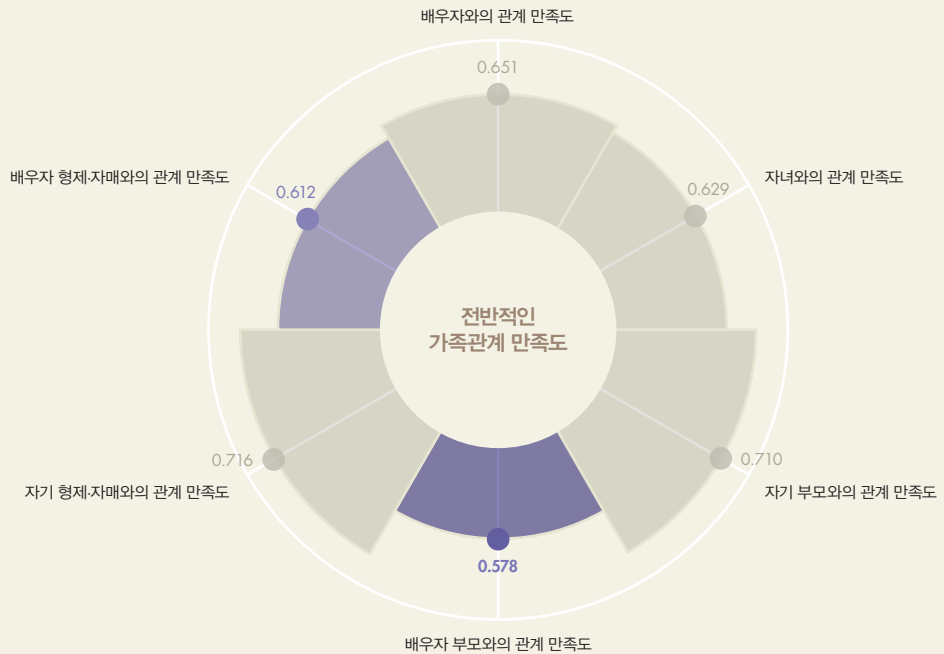 배우자와의 관계 만족도
0.651
배우자 형제·자매와의 관계 만족도
0.612
자녀와의 관계 만족도
0.629
전반적인
가족관계 만족도
0.716
자기 형제·자매와의 관계 만족도
0.710
자기 부모와의 관계 만족도
0.578
배우자 부모와의 관계 만족도